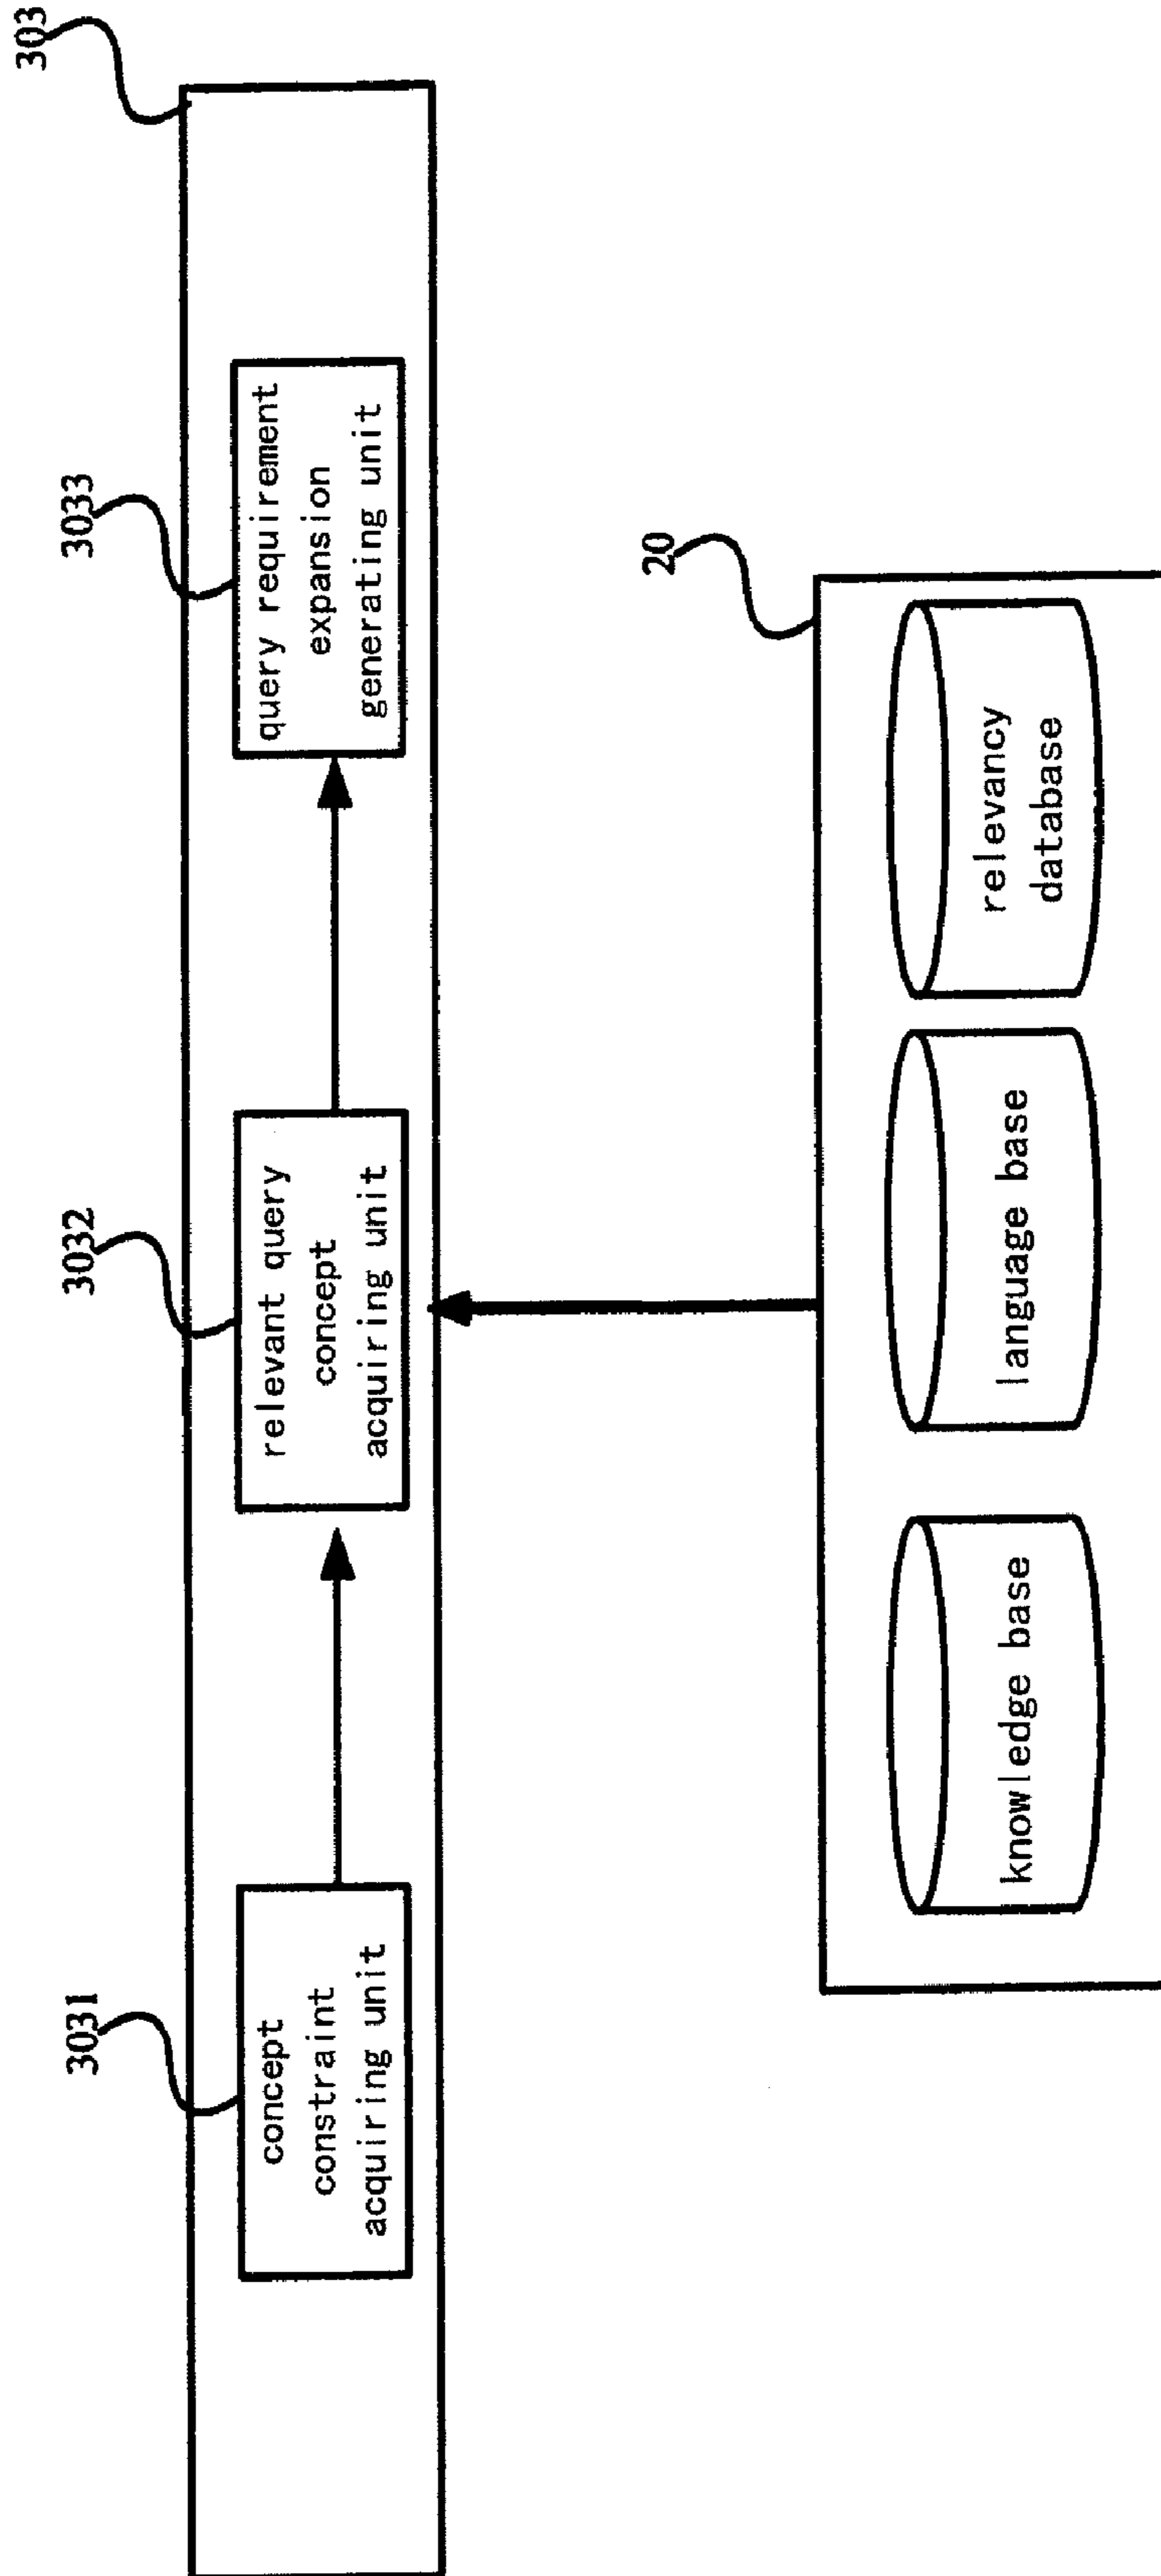 303
3031
concept
constraint
acquiring unit
3032
relevant query
concept
acquiring unit
3033
query requirement
expansion
generating unit
20
knowledge base
language base
relevancy
database